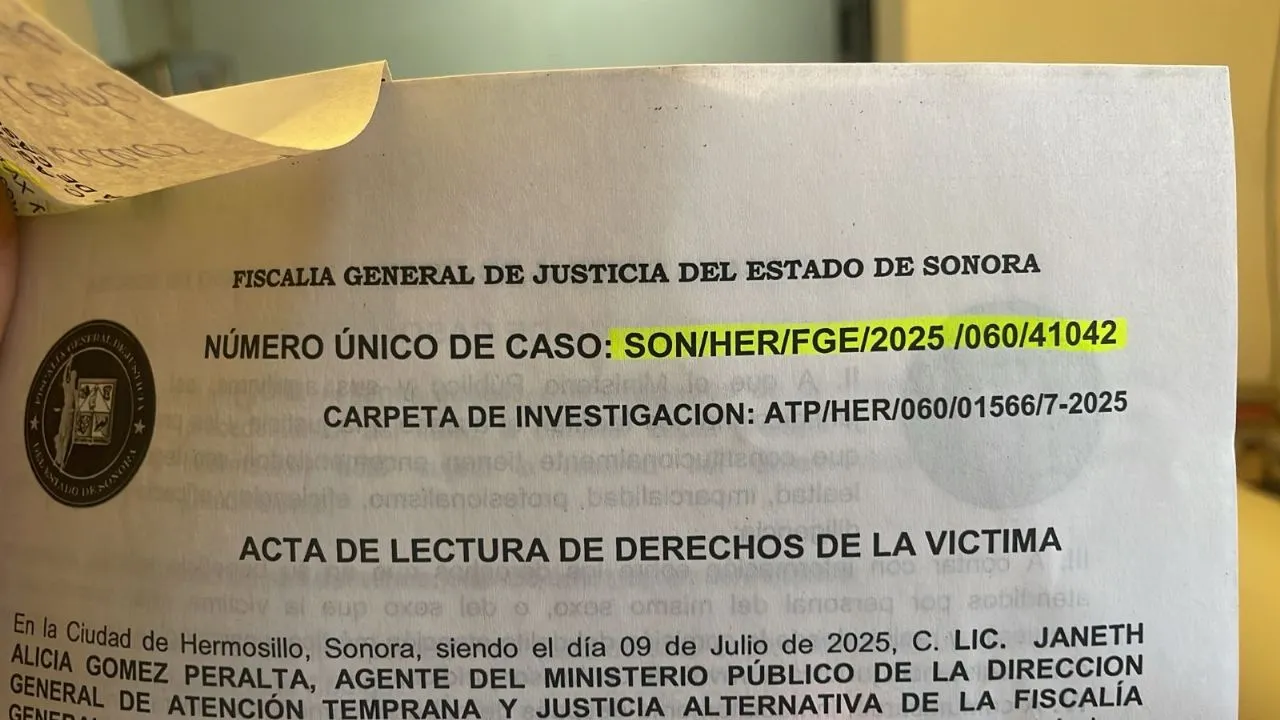 FISCALIA GENERAL DE JUSTICIA DEL ESTADO DE SONORA
NÚMERO ÚNICO DE CASO: SON/HER/FGE/2025 /060/41042
CARPETA DE INVESTIGACION: ATP/HER/060/01566/7-2025
ACTA DE LECTURA DE DERECHOS DE LA VICTIMA
En la Ciudad de Hermosillo, Sonora, siendo el día 09 de Julio de 2025, C. LIC. JANETH
ALICIA GOMEZ PERALTA, AGENTE DEL MINISTERIO PÚBLICO DE LA DIRECCION
GENERAL DE ATENCIÓN TEMPRANA Y JUSTICIA ALTERNATIVA DE LA FISCALÍA